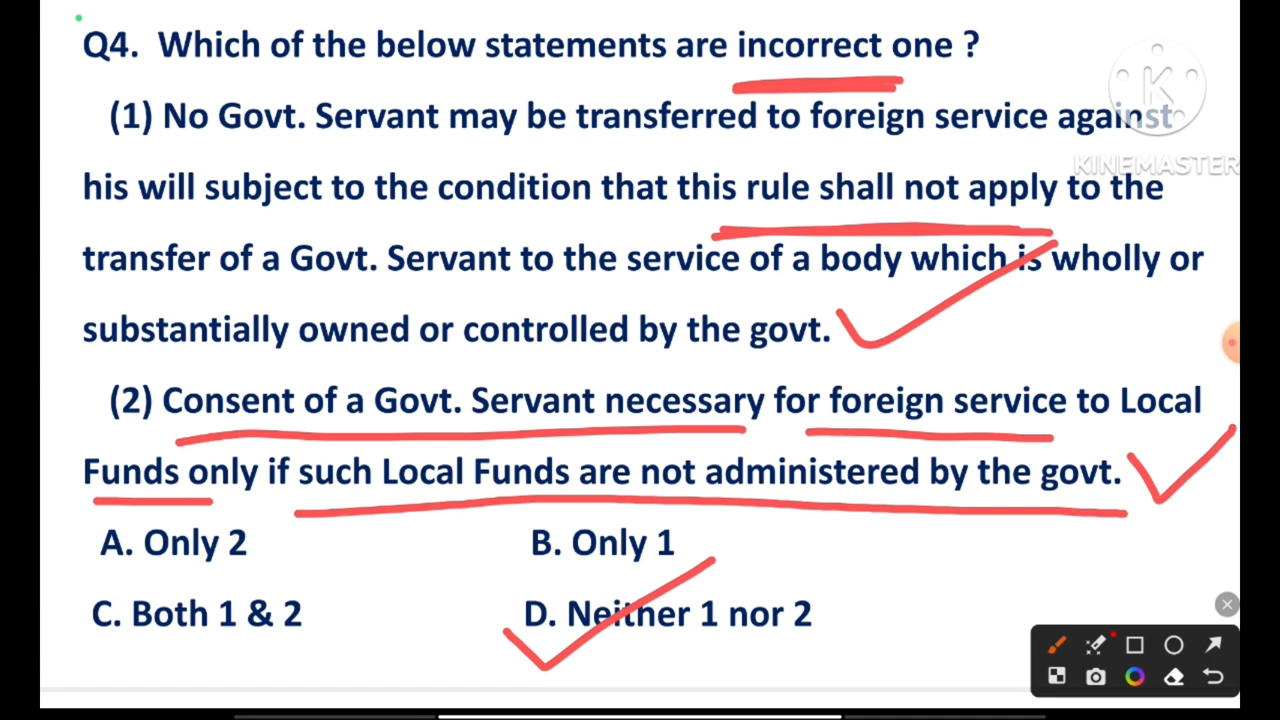 Q4. Which of the below statements are incorrect one ?
(1) No Govt. Servant may be transferred to foreign service against
his will subject to the condition that this rule shall not apply to the
transfer of a Govt. Servant to the service of a body which is wholly or
substantially owned or controlled by the govt.
(2) Consent of a Govt. Servant necessary for foreign service to Local
Funds only if such Local Funds are not administered by the govt.
A. Only 2 B. Only 1
C. Both 1 & 2 D. Neither 1 nor 2
K
KINEMASTER